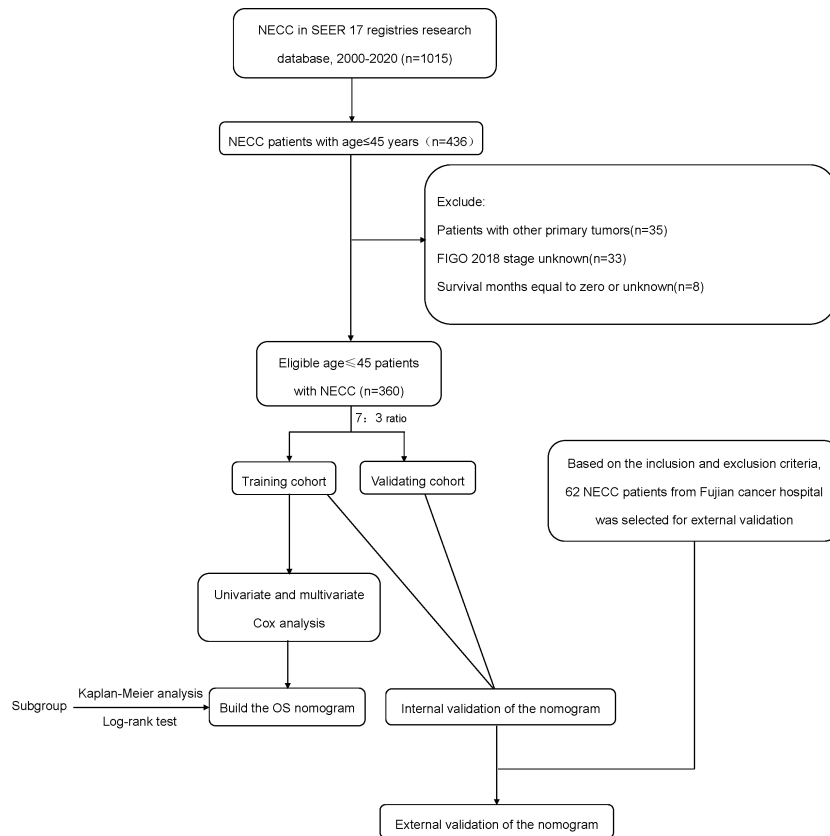 NECC in SEER 17 registries research
database, 2000-2020 (n=1015)
NECC patients with age≤45 years（n=436）
Exclude:
Patients with other primary tumors(n=35)
FIGO 2018 stage unknown(n=33)
Survival months equal to zero or unknown(n=8)
Eligible age≤45 patients
with NECC (n=360)
7：3 ratio
Training cohort
Validating cohort
Based on the inclusion and exclusion criteria,
62 NECC patients from Fujian cancer hospital
was selected for external validation
Univariate and multivariate
Cox analysis
Subgroup
Kaplan-Meier analysis
Log-rank test
Build the OS nomogram
Internal validation of the nomogram
External validation of the nomogram